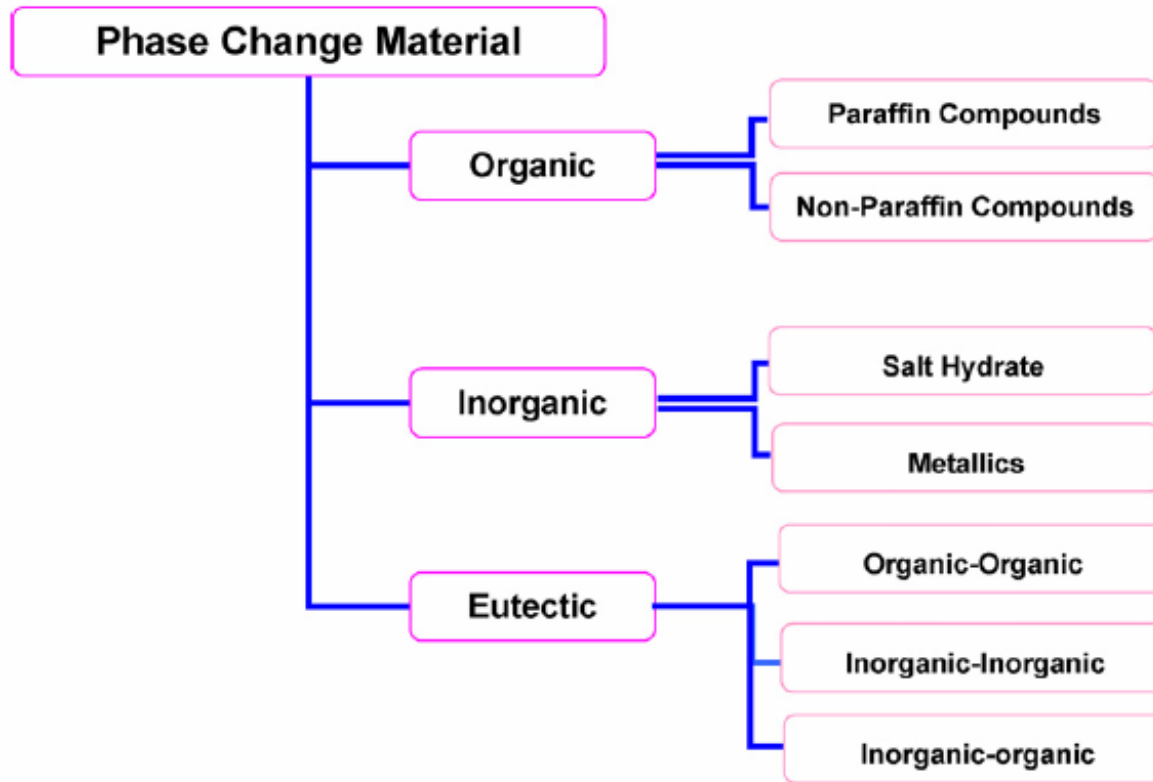 Phase Change Material
Organic
Paraffin Compounds
Non-Paraffin Compounds
Inorganic
Salt Hydrate
Metallics
Eutectic
Organic-Organic
Inorganic-Inorganic
Inorganic-organic